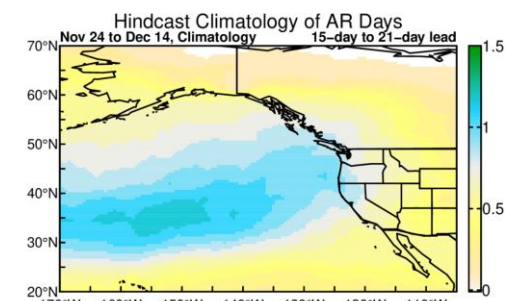 Hindcast Climatology of AR Days
Nov 24 to Dec 14, Climatology 15-day to 21-day lead
70°N
60°N
50°N
40°N
30°N
20°N
1.5
1
0.5
0